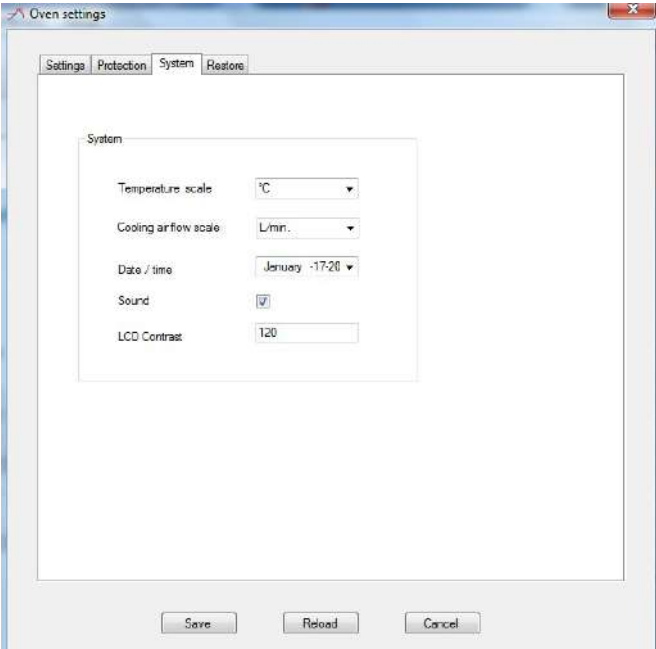 Oven settings
Settings Protection System Restore
System
Temperature scale °C
Cooling airflow scale L/min.
Date / time January -17-20
Sound
LCD Contrast 120
Save Reload Cancel